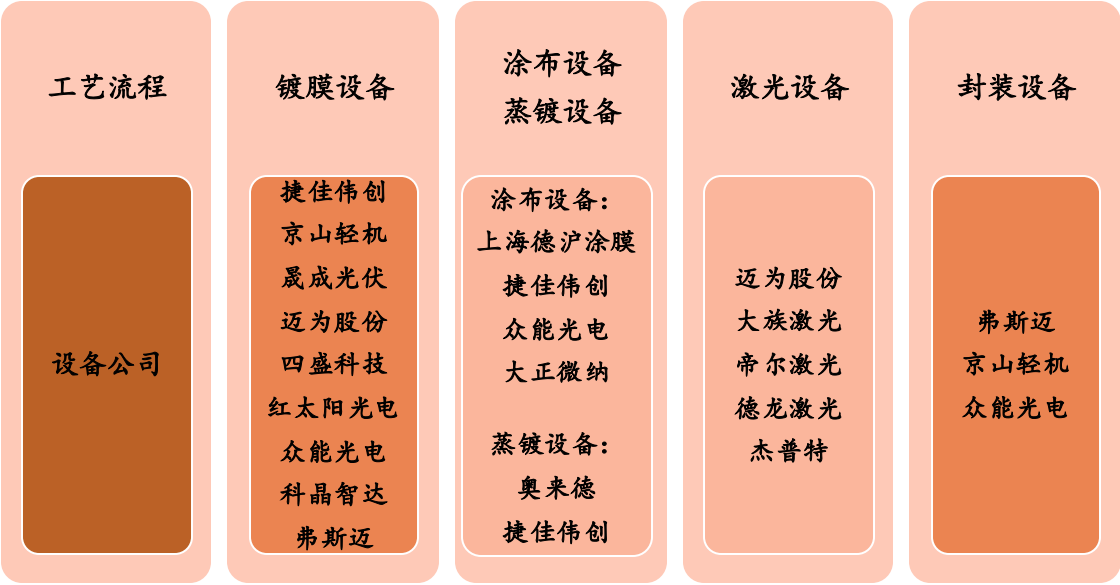 工艺流程
设备公司
镀膜设备
捷佳伟创
京山轻机
晟成光伏
迈为股份
四盛科技
红太阳光电
众能光电
科晶智达
弗斯迈
涂布设备
蒸镀设备
涂布设备：
上海德沪涂膜
捷佳伟创
众能光电
大正微纳
蒸镀设备：
奥来德
捷佳伟创
激光设备
迈为股份
大族激光
帝尔激光
德龙激光
杰普特
封装设备
弗斯迈
京山轻机
众能光电